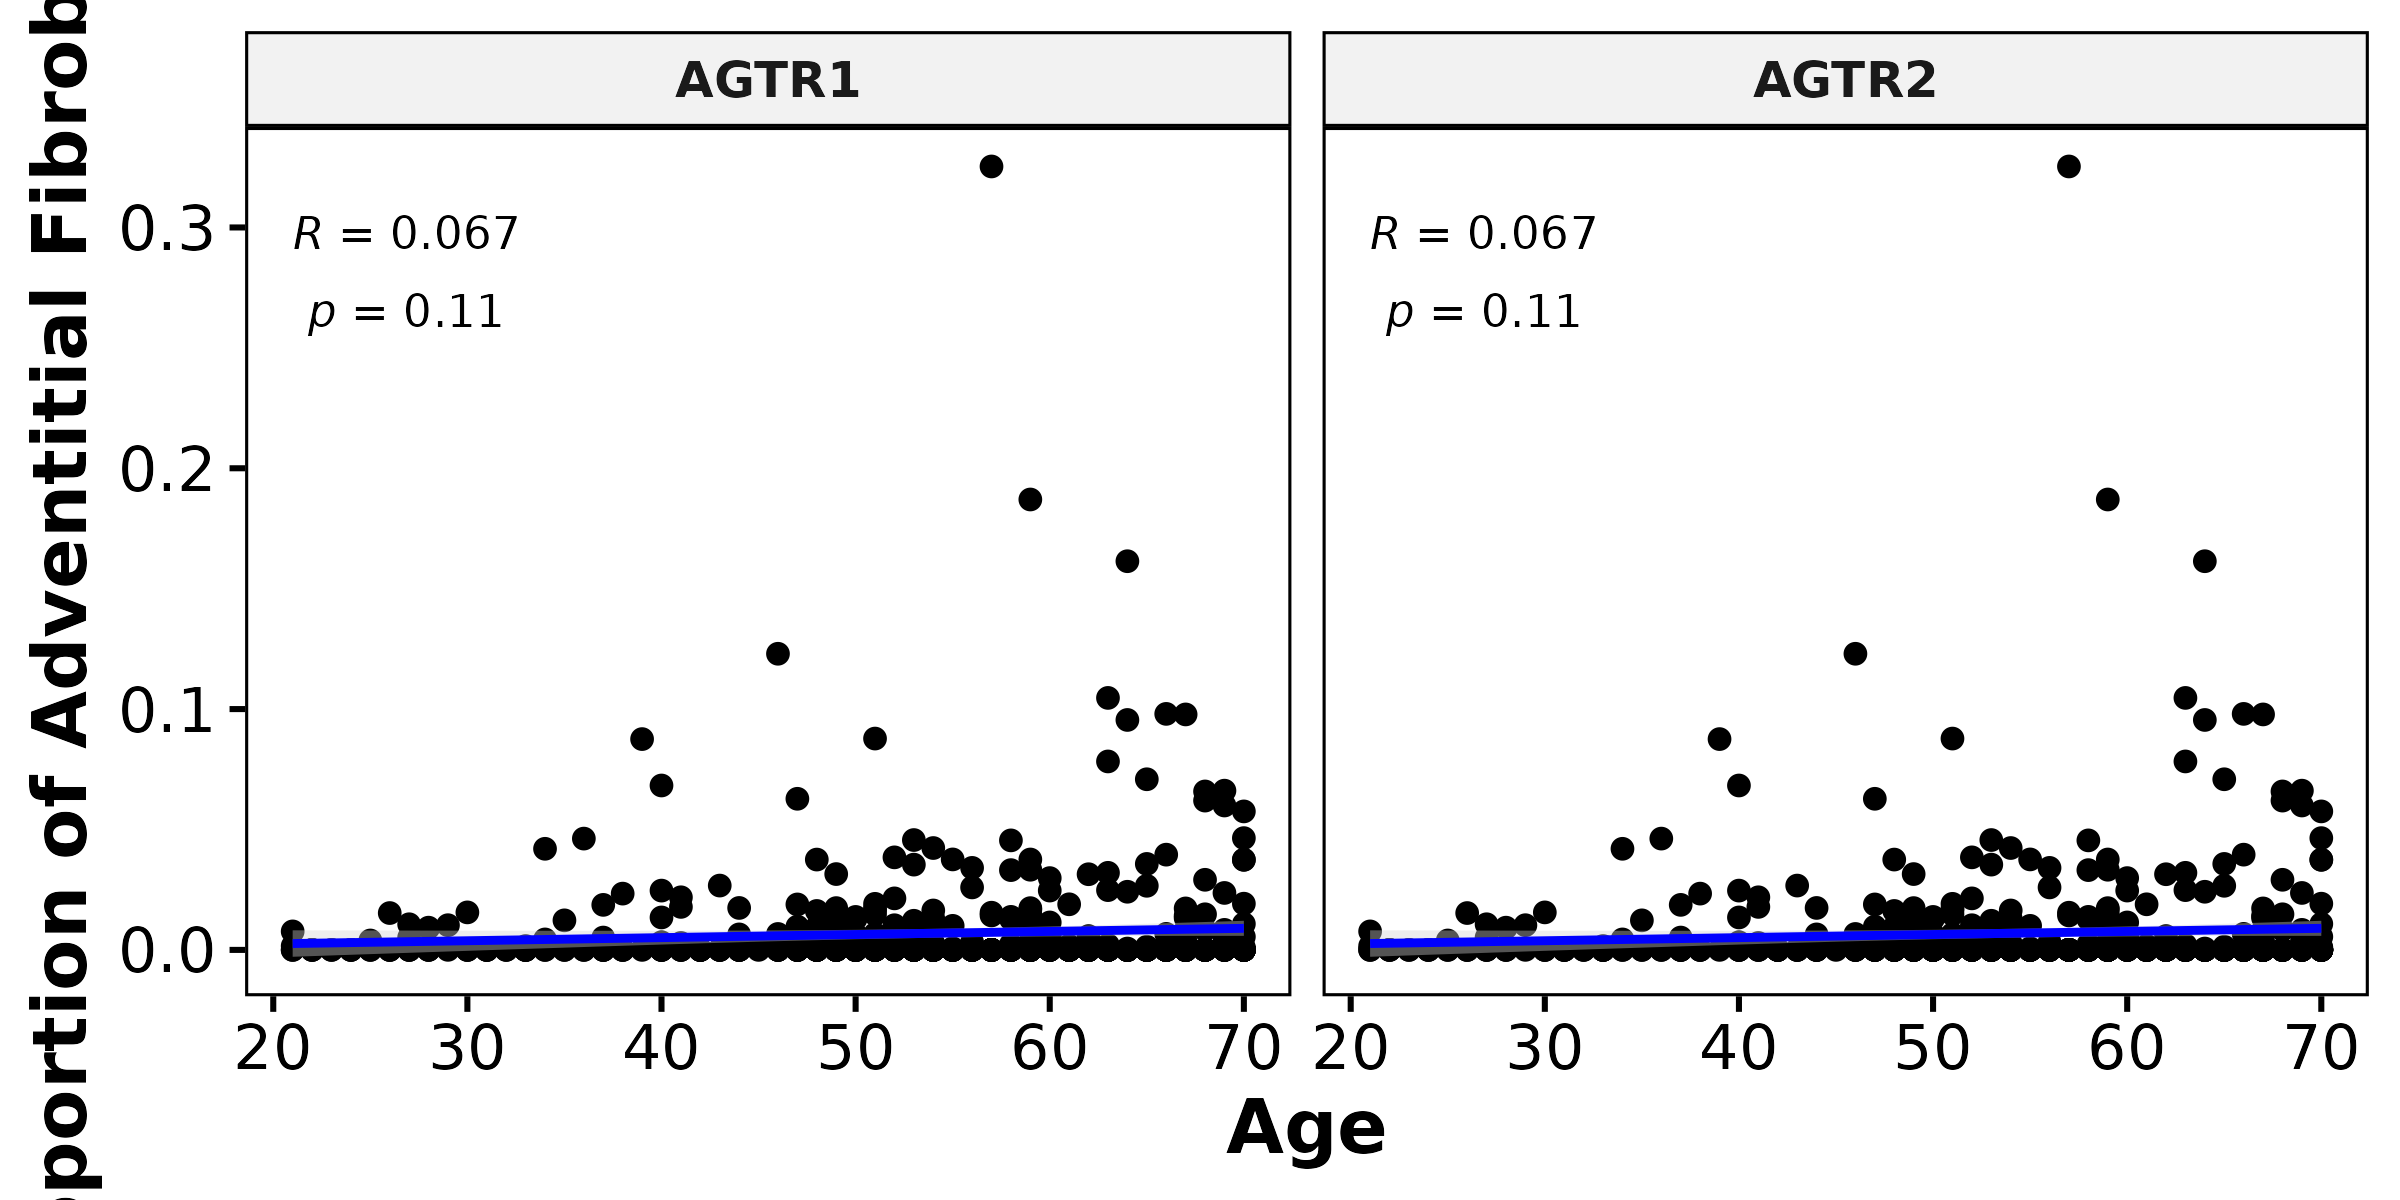 AGTR1
AGTR2
R = 0.067
p = 0.11
R = 0.067
p = 0.11
0.3
0.2
0.1
0.0
20 30 40 50 60 70
20 30 40 50 60 70
Age
portion of Adventitial Fibrob